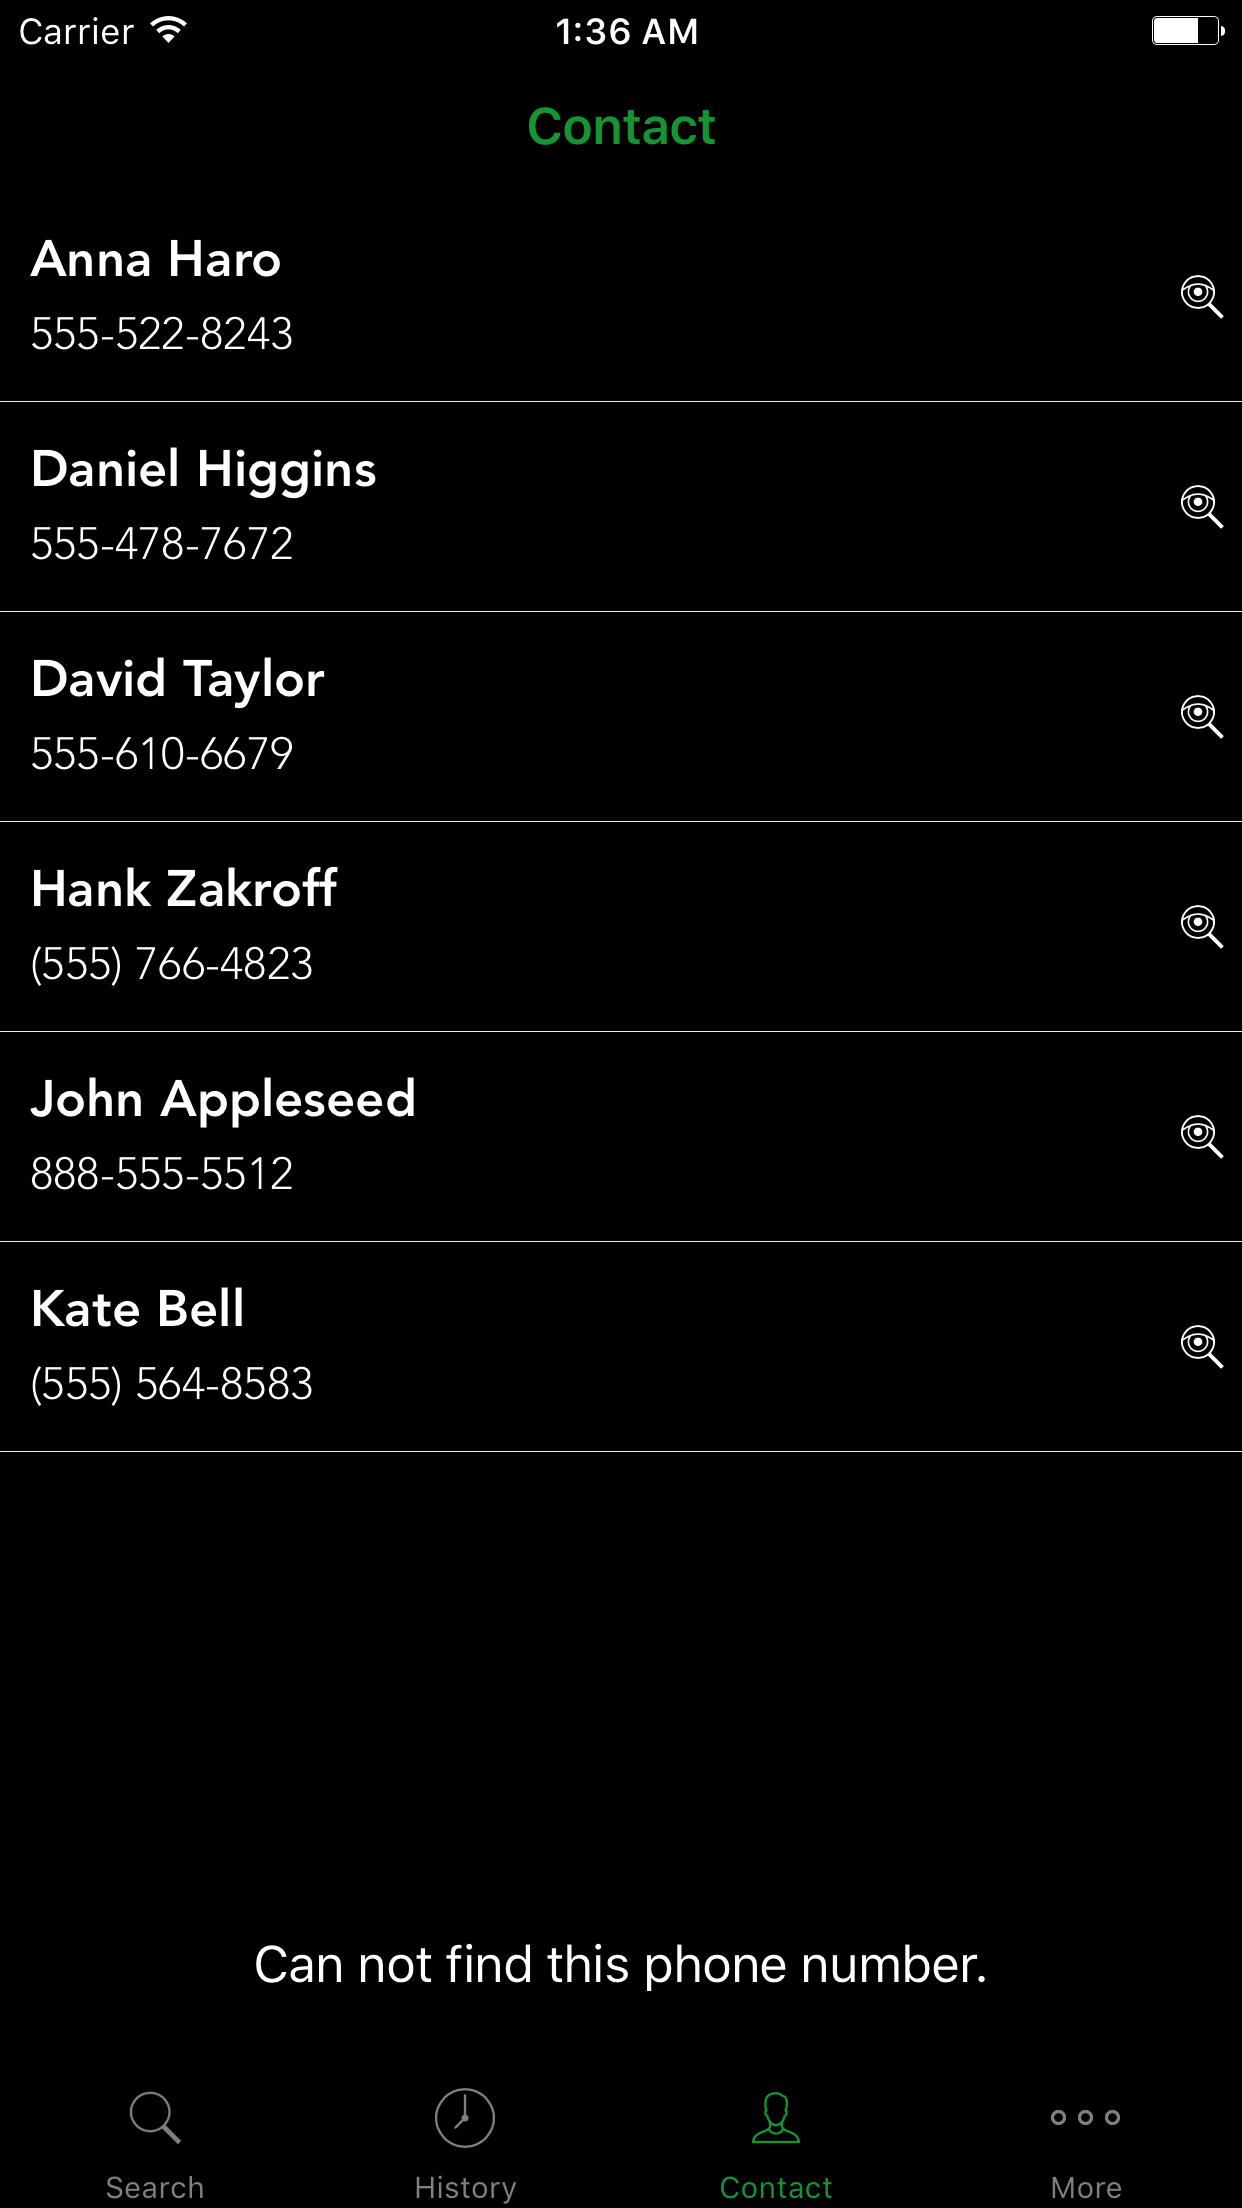 Carrier 1:36 AM
Contact
Anna Haro
555-522-8243
Daniel Higgins
555-478-7672
David Taylor
555-610-6679
Hank Zakroff
(555) 766-4823
John Appleseed
888-555-5512
Kate Bell
(555) 564-8583
Can not find this phone number.
Search History Contact More